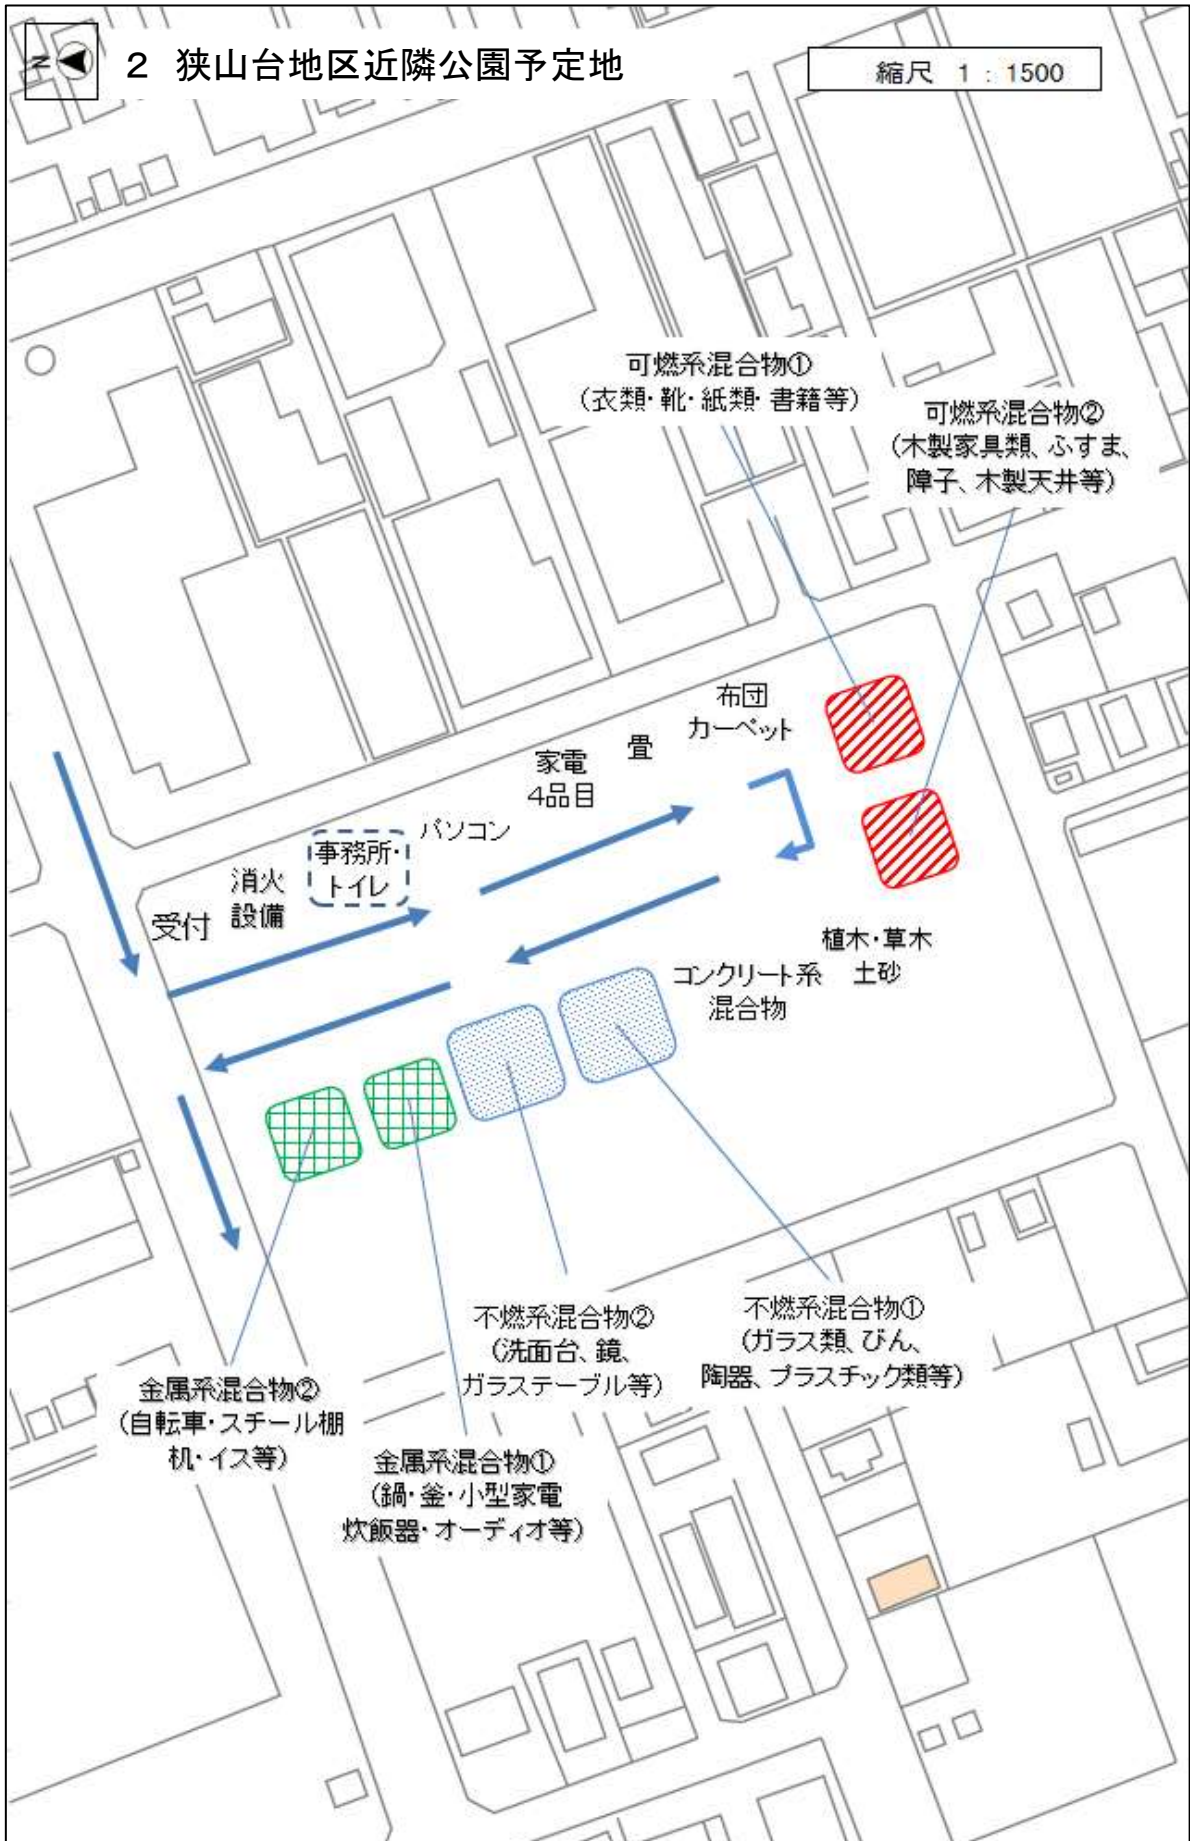 N
2 狭山台地区近隣公園予定地
縮尺 1：1500
可燃系混合物①
(衣類・靴・紙類・書籍等)
可燃系混合物②
(木製家具類、ふすま、
障子、木製天井等)
布団
カーペット
畳
家電
4品目
パソコン
事務所・
トイレ
消火
設備
受付
植木・草木
土砂
コンクリート系
混合物
不燃系混合物②
(洗面台、鏡、
ガラステーブル等)
不燃系混合物①
(ガラス類、びん、
陶器、プラスチック類等)
金属系混合物②
(自転車・スチール棚
机・イス等)
金属系混合物①
(鍋・釜・小型家電
炊飯器・オーディオ等)